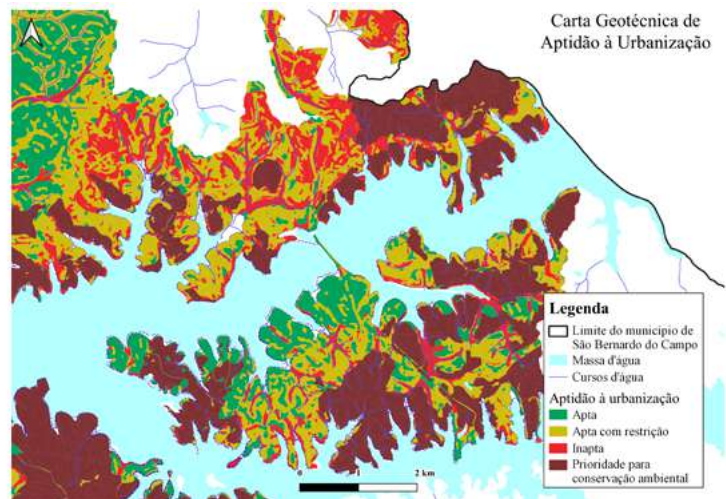 Carta Geotécnica de
Aptidão à Urbanização
Legenda
Limite do município de
São Bernardo do Campo
Massa d'água
Cursos d'água
Aptidão à urbanização
Apta
Apta com restrição
Inapta
Prioridade para
conservação ambiental
0 1 2 km